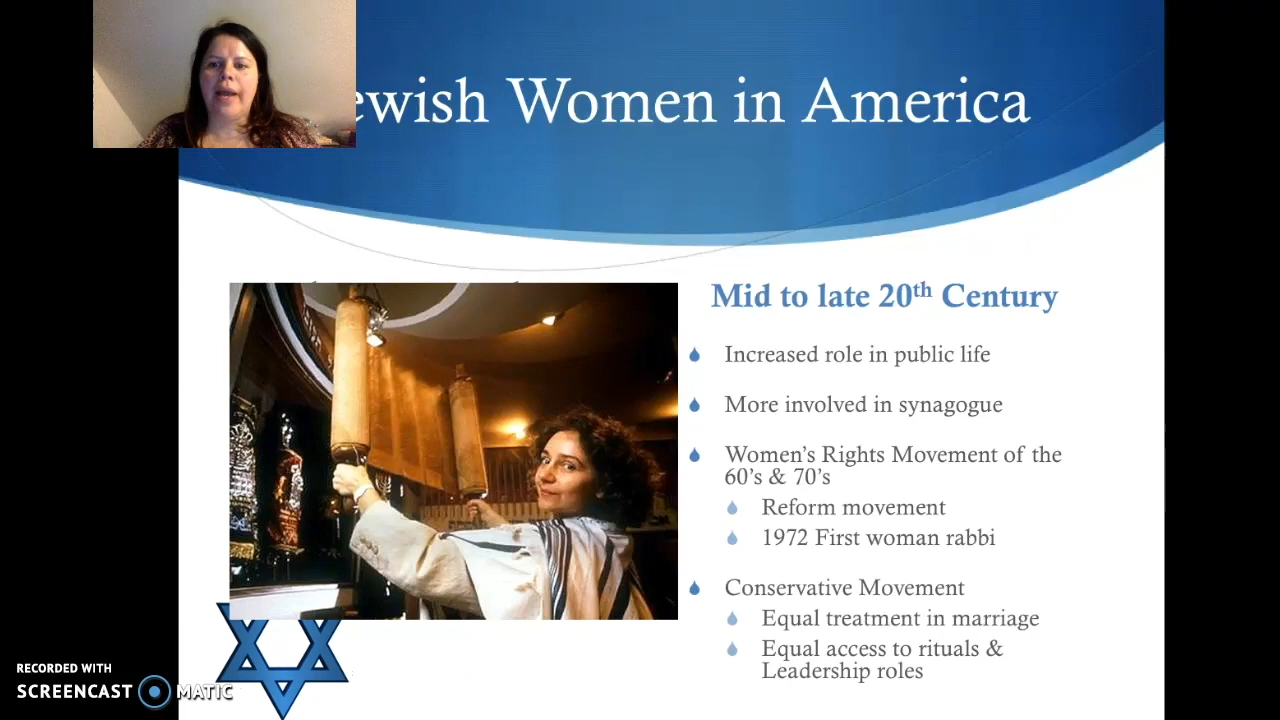 ewish Women in America
Mid to late 20th Century
Increased role in public life
More involved in synagogue
Women's Rights Movement of the
60's & 70's
Reform movement
1972 First woman rabbi
Conservative Movement
Equal treatment in marriage
Equal access to rituals &
Leadership roles
RECORDED WITH
SCREENCAST MATIC